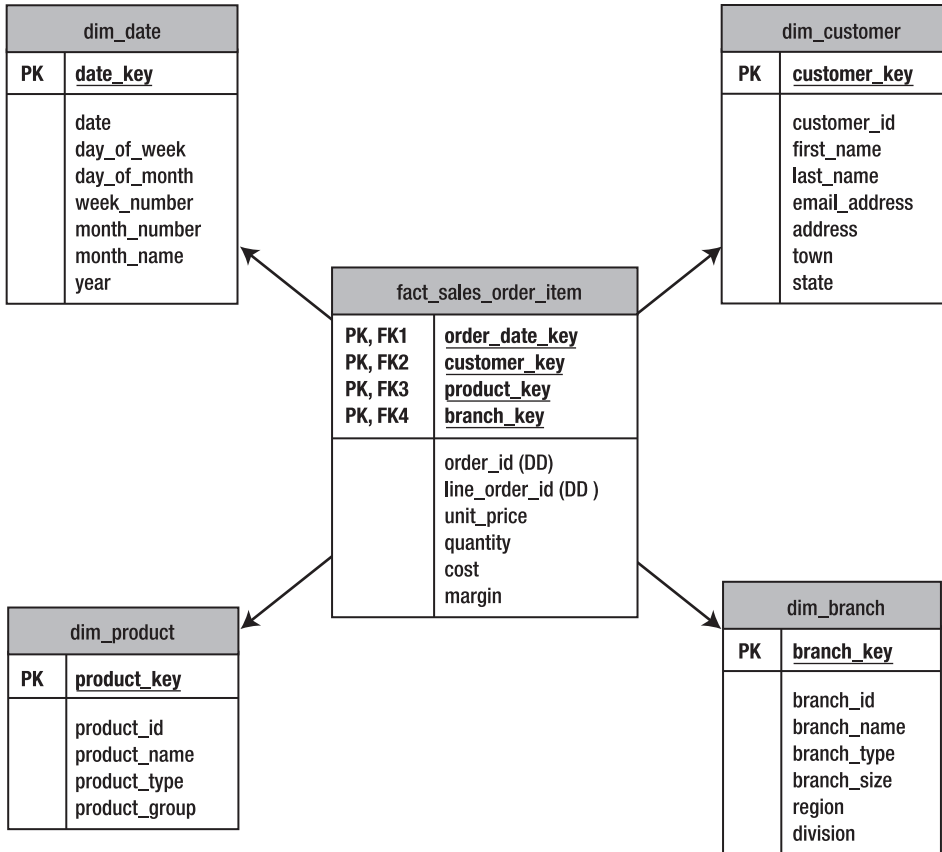 dim_date
PK date_key
date
day_of_week
day_of_month
week_number
month_number
month_name
year
dim_customer
PK customer_key
customer_id
first_name
last_name
email_address
address
town
state
fact_sales_order_item
PK, FK1 order_date_key
PK, FK2 customer_key
PK, FK3 product_key
PK, FK4 branch_key
order_id (DD)
line_order_id (DD )
unit_price
quantity
cost
margin
dim_product
PK product_key
product_id
product_name
product_type
product_group
dim_branch
PK branch_key
branch_id
branch_name
branch_type
branch_size
region
division